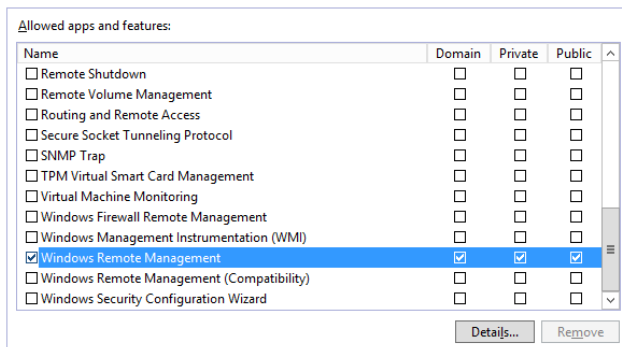 Allowed apps and features:
Name Domain Private Public
Remote Shutdown
Remote Volume Management
Routing and Remote Access
Secure Socket Tunneling Protocol
SNMP Trap
TPM Virtual Smart Card Management
Virtual Machine Monitoring
Windows Firewall Remote Management
Windows Management Instrumentation (WMI)
Windows Remote Management
Windows Remote Management (Compatibility)
Windows Security Configuration Wizard
Details... Remove